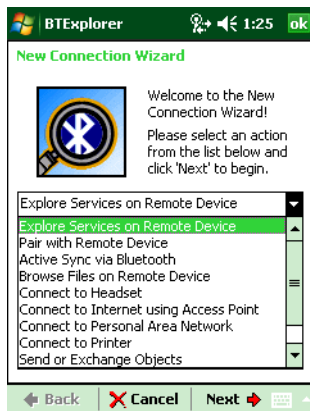 BTExplorer 1:25 ok
New Connection Wizard
Welcome to the New
Connection Wizard!
Please select an action
from the list below and
click 'Next' to begin.
Explore Services on Remote Device
Explore Services on Remote Device
Pair with Remote Device
Active Sync via Bluetooth
Browse Files on Remote Device
Connect to Headset
Connect to Internet using Access Point
Connect to Personal Area Network
Connect to Printer
Send or Exchange Objects
Back Cancel Next